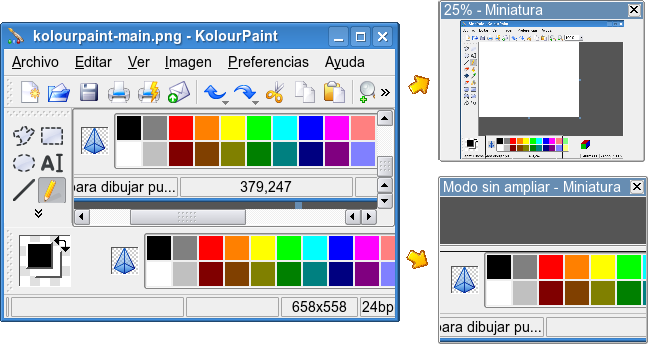 kolourpaint-main.png - KolourPaint
Archivo Editar Ver Imagen Preferencias Ayuda
»
AI
para dibujar pu... 379,247
658x558 24bp
25% - Miniatura
Modo sin ampliar - Miniatura
para dibujar pu...